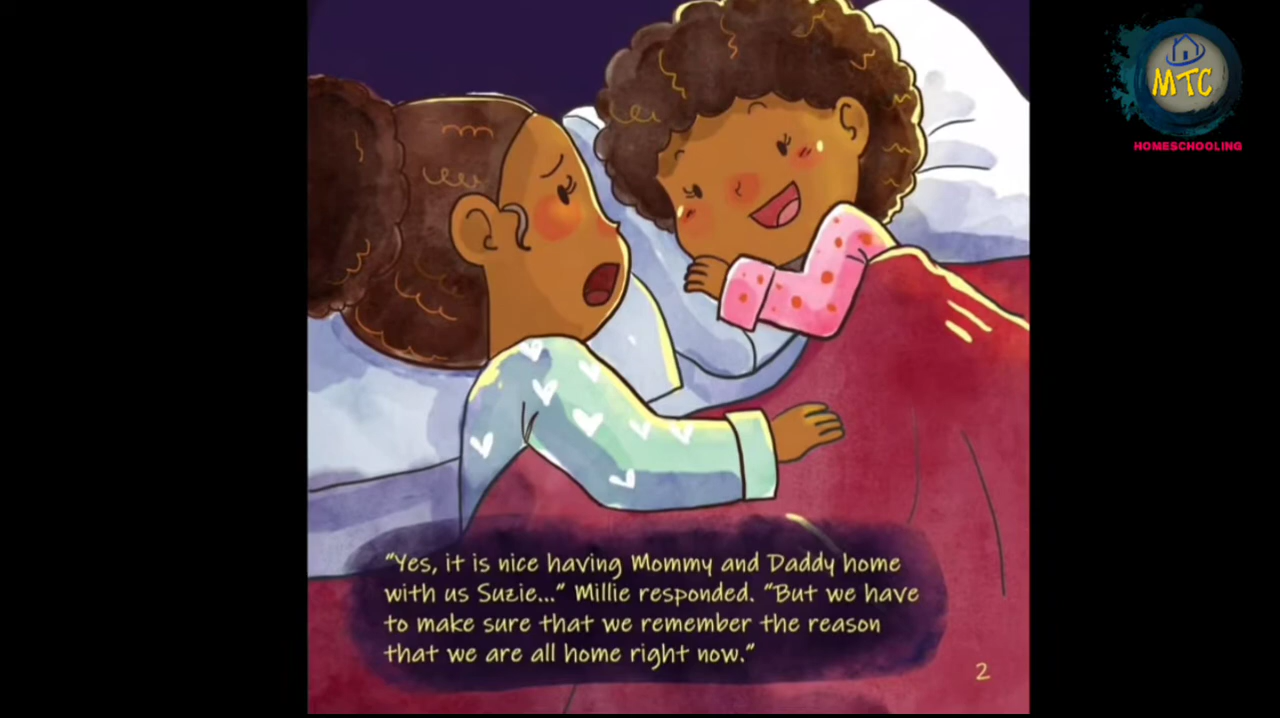 MTC
HOMESCHOOLING
“Yes, it is nice having Mommy and Daddy home
with us Suzie...” Millie responded. “But we have
to make sure that we remember the reason
that we are all home right now.”
2